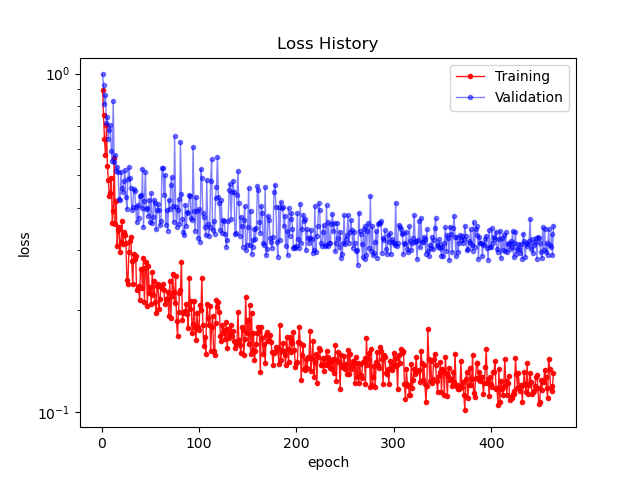 Loss History
Training
Validation
10⁰
10⁻¹
loss
0 100 200 300 400
epoch